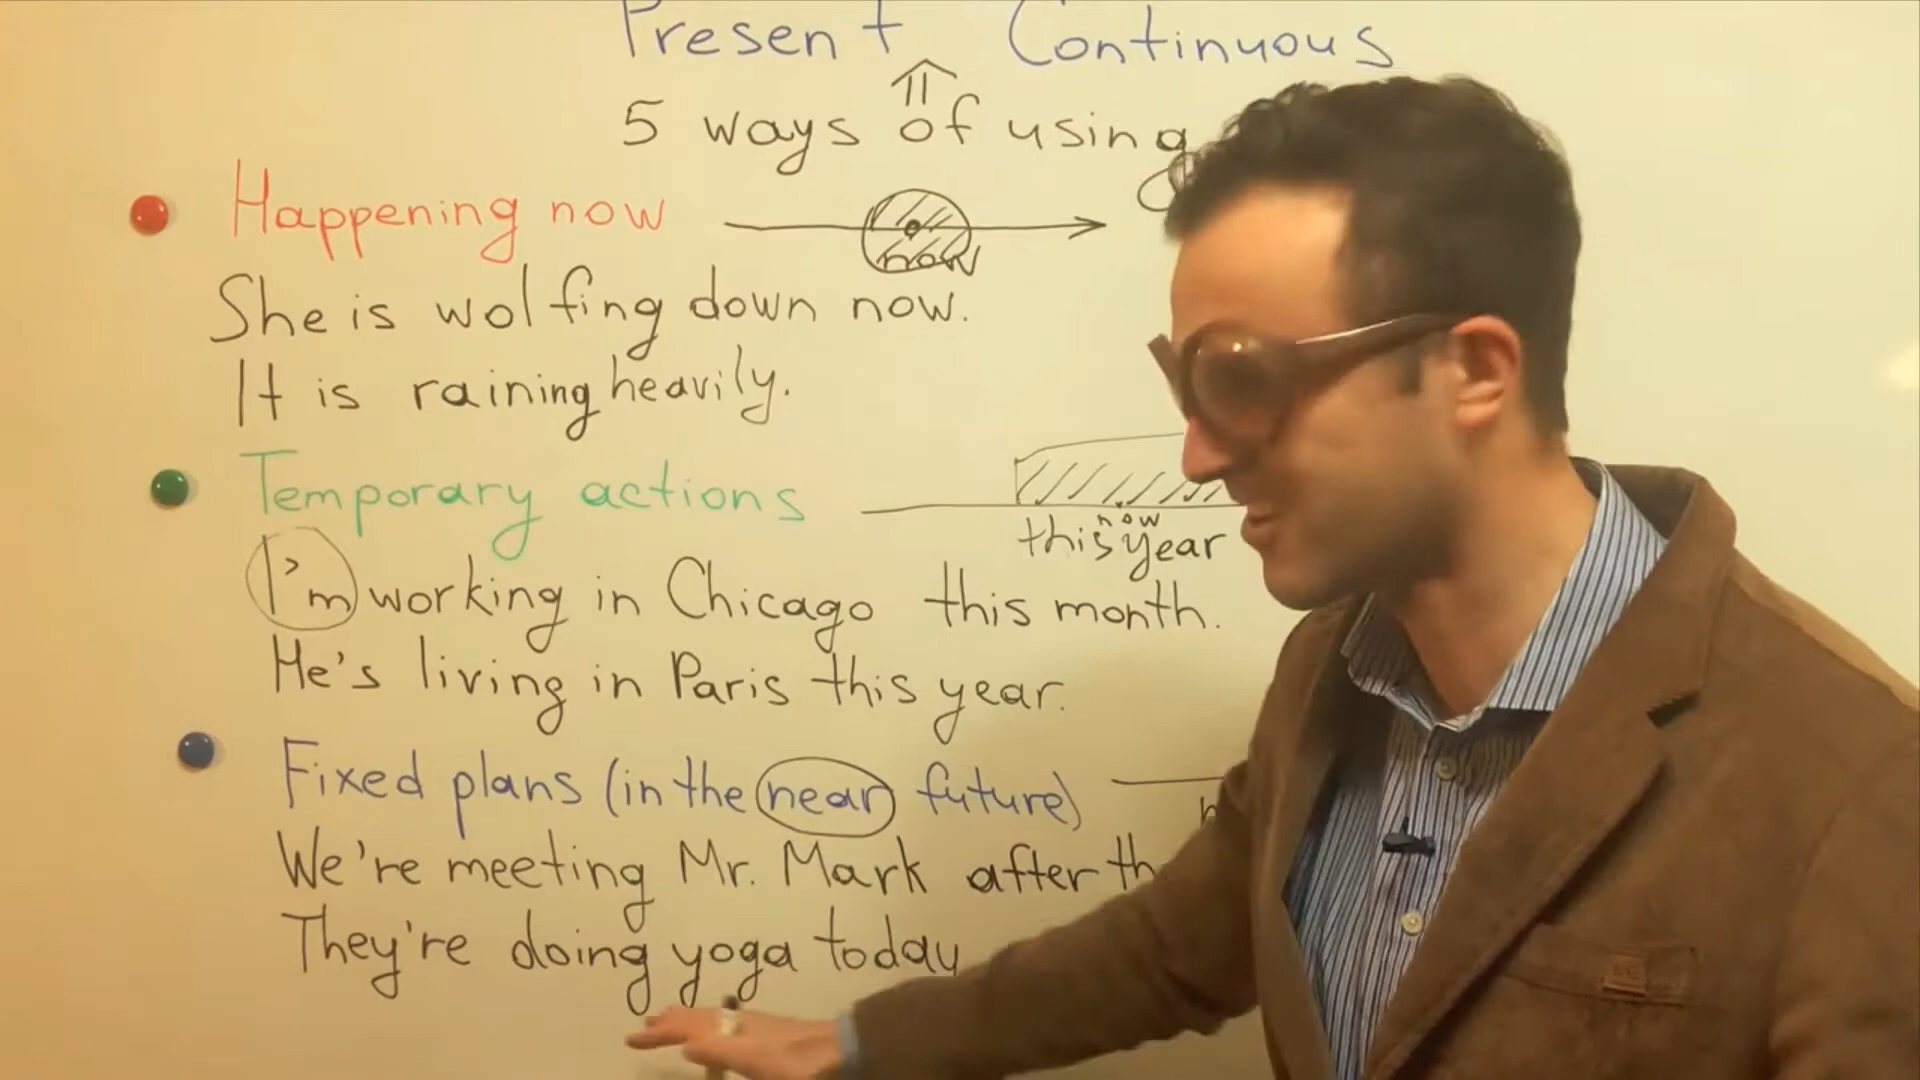 Present Continuous
5 ways of using
Happening now
now
She is wolfing down now.
It is raining heavily.
Temporary actions
now
this year
I'm working in Chicago this month.
He's living in Paris this year.
Fixed plans (in the near future)
We're meeting Mr. Mark after
They're doing yoga today